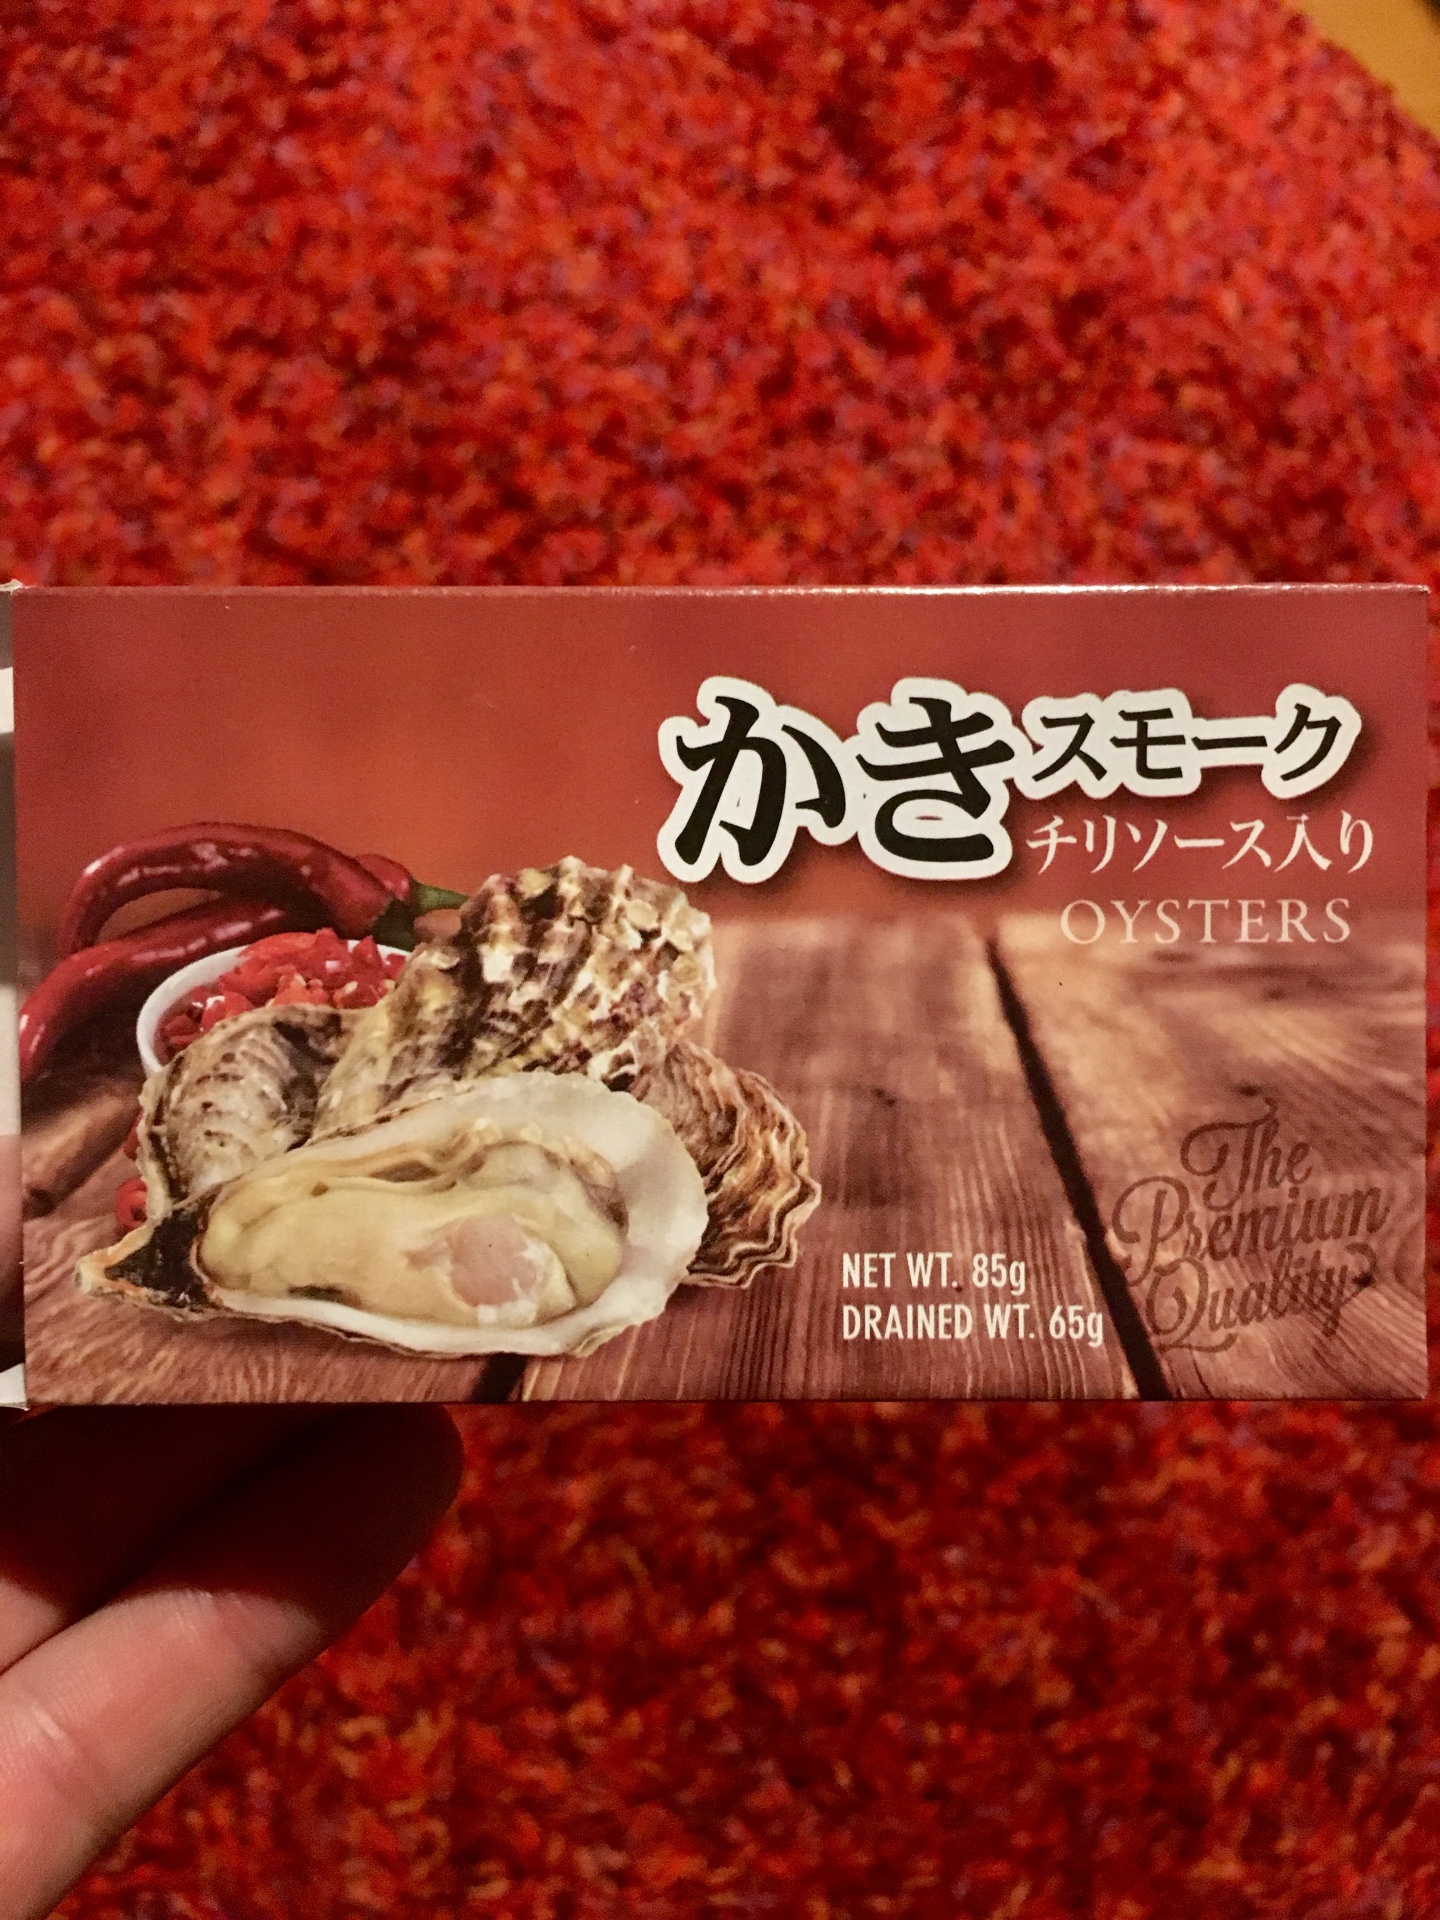 かきスモーク
チリソース入り
OYSTERS
The
Premium
Quality
NET WT. 85g
DRAINED WT. 65g